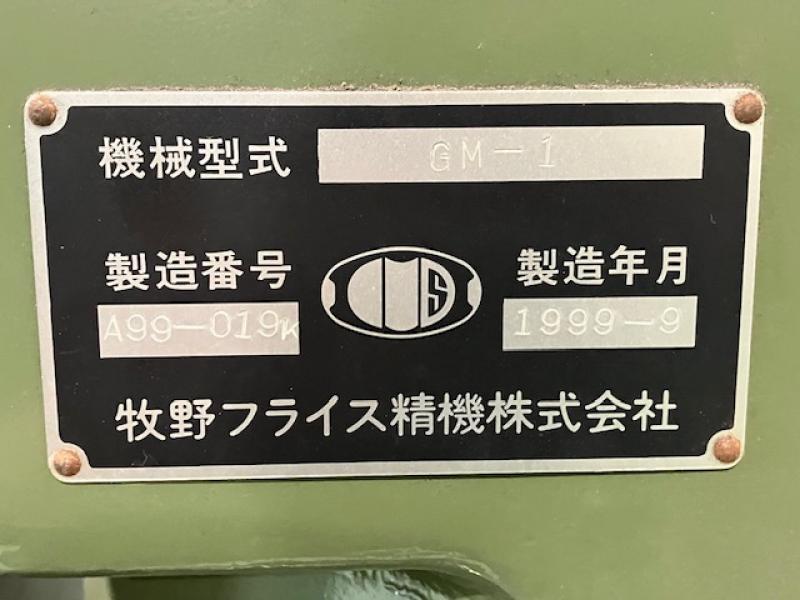 機械型式 GM-1
製造番号 製造年月
A99-019K 1999-9
牧野フライス精機株式会社